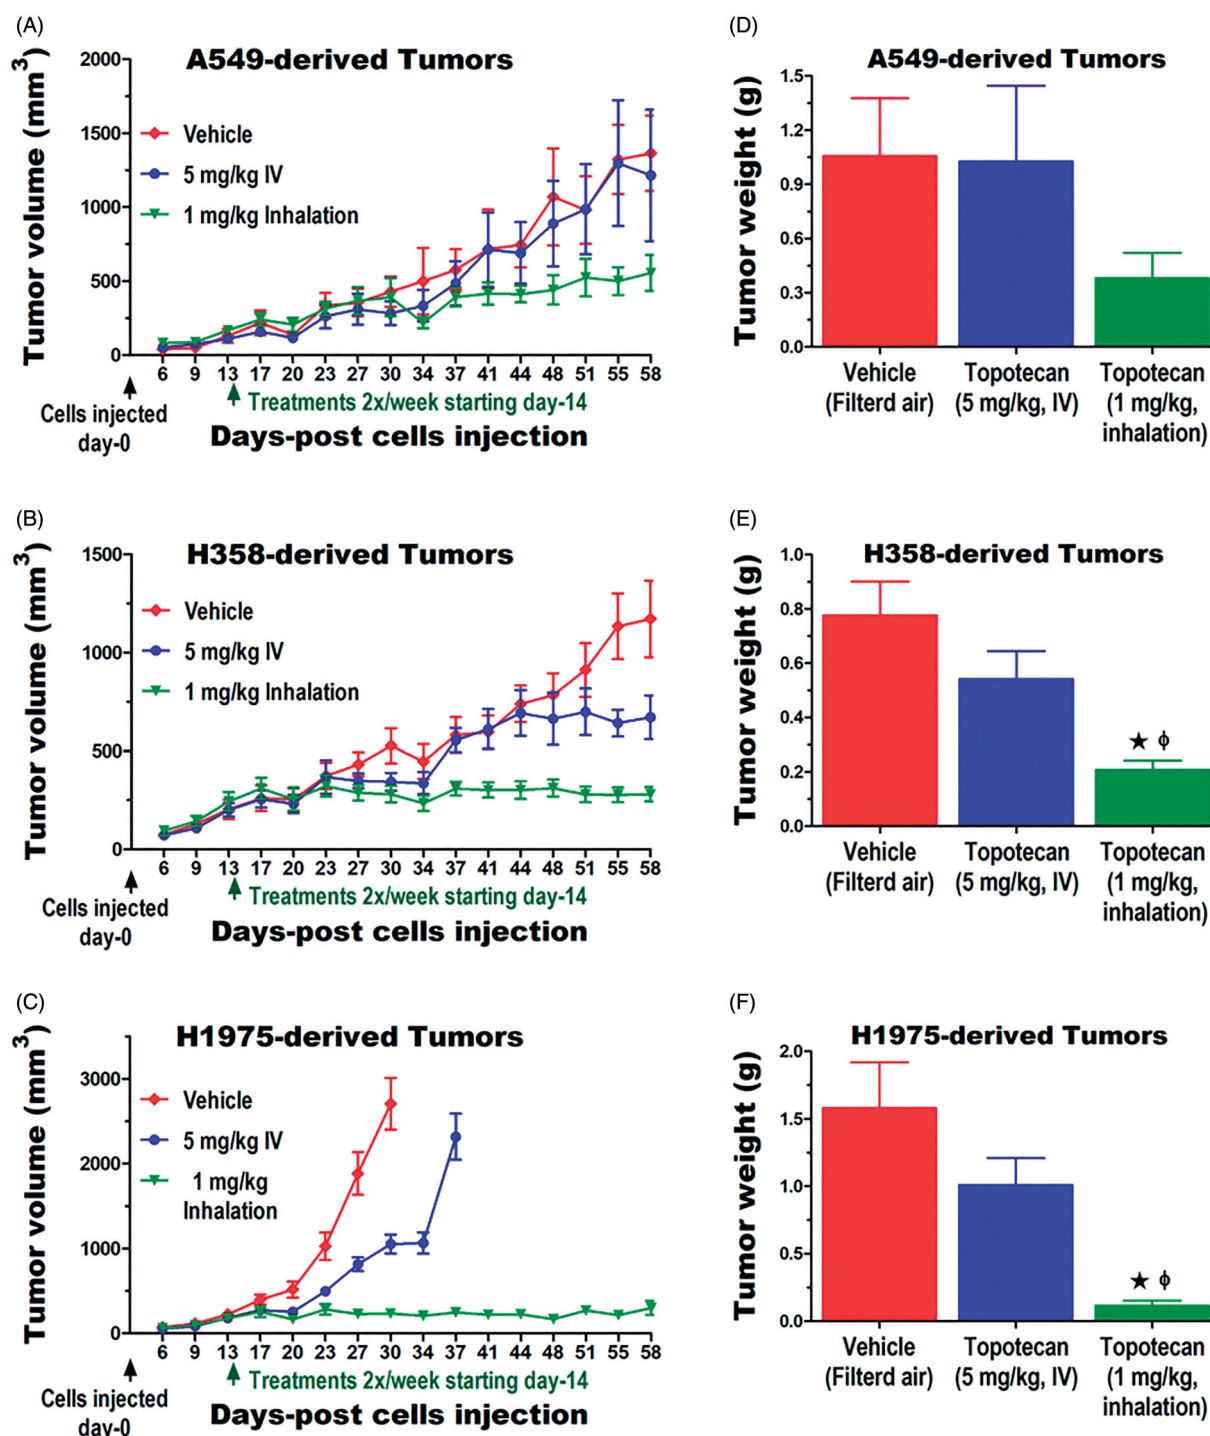 (A)
A549-derived Tumors
Tumor volume (mm3)
2000
1500
1000
500
0
Vehicle
5 mg/kg IV
1 mg/kg Inhalation
6 9 13 17 20 23 27 30 34 37 41 44 48 51 55 58
Cells injected
day-0
Treatments 2x/week starting day-14
Days-post cells injection
(D)
A549-derived Tumors
Tumor weight (g)
1.5
1.2
0.9
0.6
0.3
0.0
Vehicle
(Filterd air)
Topotecan
(5 mg/kg, IV)
Topotecan
(1 mg/kg,
inhalation)
(B)
H358-derived Tumors
Tumor volume (mm3)
1500
1000
500
0
Vehicle
5 mg/kg IV
1 mg/kg Inhalation
6 9 13 17 20 23 27 30 34 37 41 44 48 51 55 58
Cells injected
day-0
Treatments 2x/week starting day-14
Days-post cells injection
(E)
H358-derived Tumors
Tumor weight (g)
1.0
0.8
0.6
0.4
0.2
0.0
★ ϕ
Vehicle
(Filterd air)
Topotecan
(5 mg/kg, IV)
Topotecan
(1 mg/kg,
inhalation)
(C)
H1975-derived Tumors
Tumor volume (mm3)
3000
2000
1000
0
Vehicle
5 mg/kg IV
1 mg/kg
Inhalation
6 9 13 17 20 23 27 30 34 37 41 44 48 51 55 58
Cells injected
day-0
Treatments 2x/week starting day-14
Days-post cells injection
(F)
H1975-derived Tumors
Tumor weight (g)
2.0
1.5
1.0
0.5
0.0
★ ϕ
Vehicle
(Filterd air)
Topotecan
(5 mg/kg, IV)
Topotecan
(1 mg/kg,
inhalation)